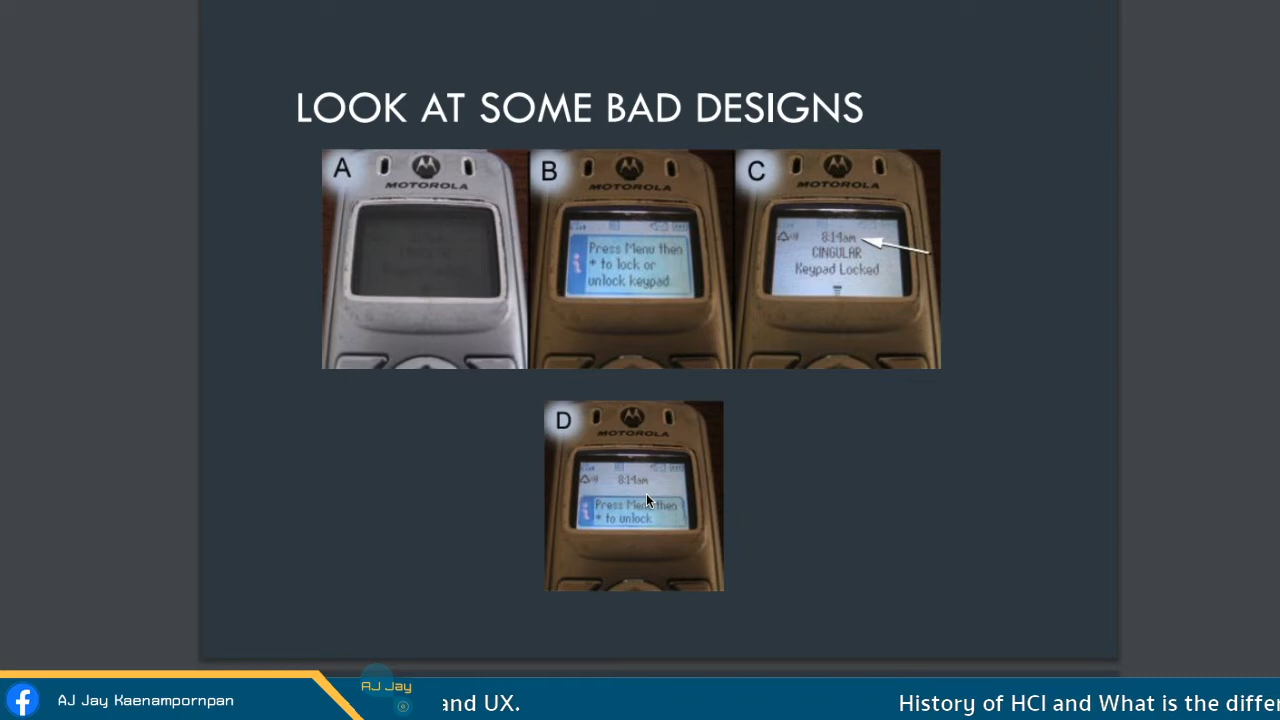 LOOK AT SOME BAD DESIGNS
A
MOTOROLA
B
MOTOROLA
Press Menu then
* to lock or
unlock keypad
C
MOTOROLA
8:14am
CINGULAR
Keypad Locked
D
MOTOROLA
8:14am
Press Menu then
* to unlock
AJ Jay Kaenampornpan
AJ Jay
and UX.
History of HCI and What is the diffe